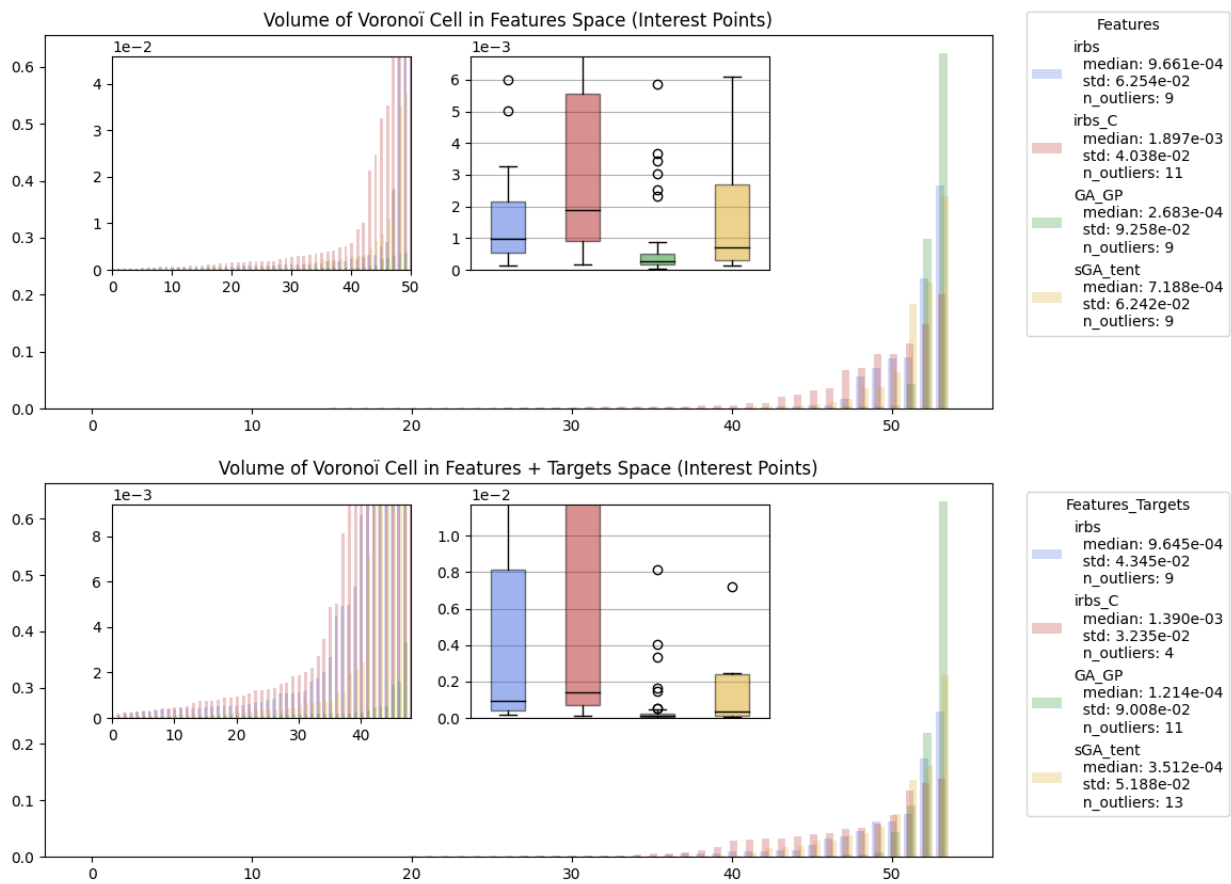 Volume of Voronoï Cell in Features Space (Interest Points)
0.6
0.5
0.4
0.3
0.2
0.1
0.0
0 10 20 30 40 50
1e−2
4
3
2
1
0
0 10 20 30 40 50
1e−3
6
5
4
3
2
1
0
Features
irbs
median: 9.661e-04
std: 6.254e-02
n_outliers: 9
irbs_C
median: 1.897e-03
std: 4.038e-02
n_outliers: 11
GA_GP
median: 2.683e-04
std: 9.258e-02
n_outliers: 9
sGA_tent
median: 7.188e-04
std: 6.242e-02
n_outliers: 9
Volume of Voronoï Cell in Features + Targets Space (Interest Points)
0.6
0.5
0.4
0.3
0.2
0.1
0.0
0 10 20 30 40 50
1e−3
8
6
4
2
0
0 10 20 30 40
1e−2
1.0
0.8
0.6
0.4
0.2
0.0
Features_Targets
irbs
median: 9.645e-04
std: 4.345e-02
n_outliers: 9
irbs_C
median: 1.390e-03
std: 3.235e-02
n_outliers: 4
GA_GP
median: 1.214e-04
std: 9.008e-02
n_outliers: 11
sGA_tent
median: 3.512e-04
std: 5.188e-02
n_outliers: 13